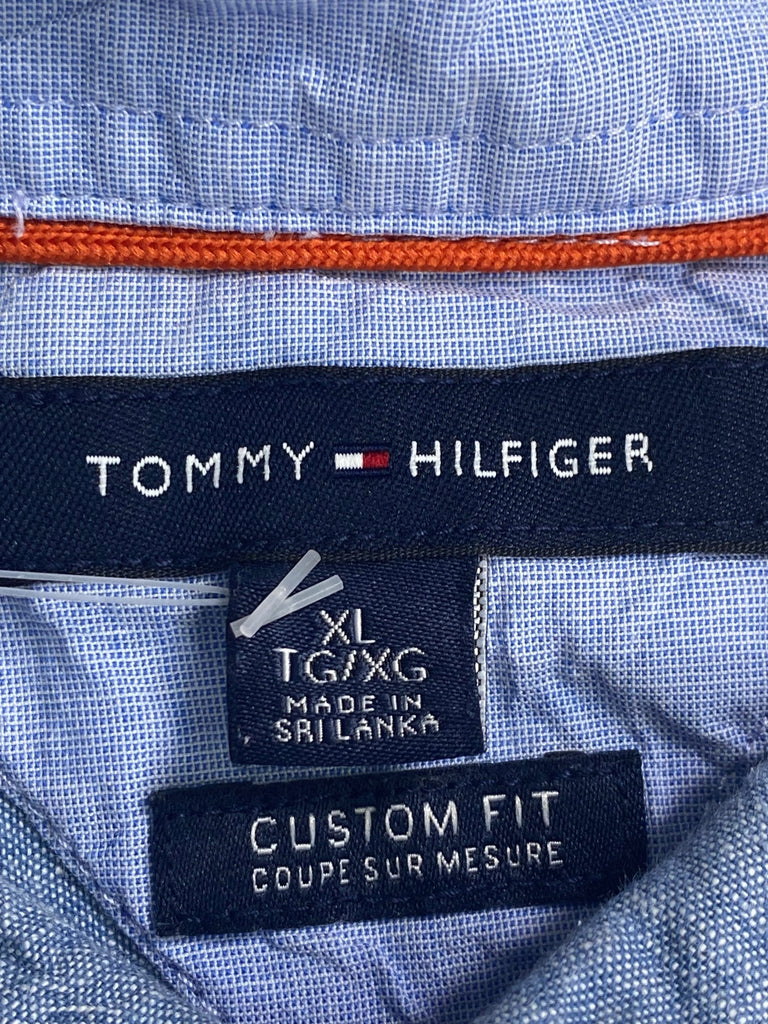 TOMMY HILFIGER
XL
TG/XG
MADE IN
SRI LANKA
CUSTOM FIT
COUPE SUR MESURE